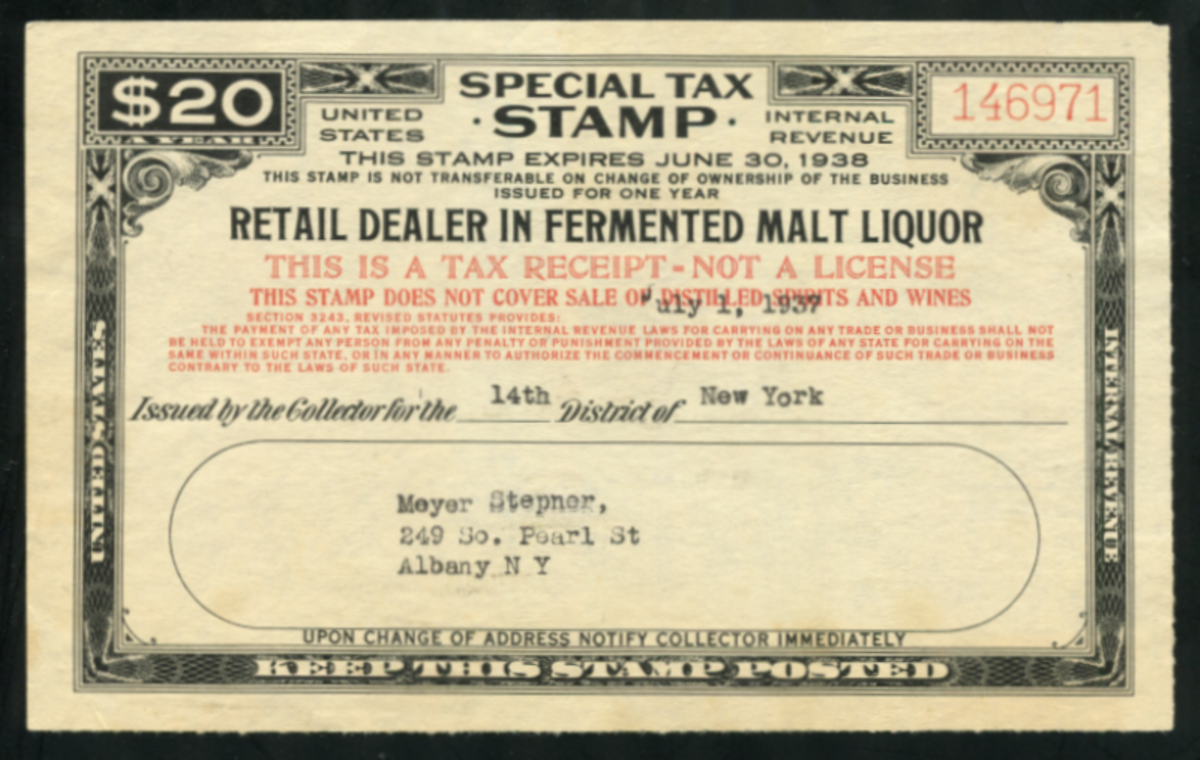 $20
A YEAR
UNITED STATES
SPECIAL TAX
· STAMP ·
INTERNAL REVENUE
146971
THIS STAMP EXPIRES JUNE 30, 1938
THIS STAMP IS NOT TRANSFERABLE ON CHANGE OF OWNERSHIP OF THE BUSINESS
ISSUED FOR ONE YEAR
RETAIL DEALER IN FERMENTED MALT LIQUOR
THIS IS A TAX RECEIPT-NOT A LICENSE
THIS STAMP DOES NOT COVER SALE OF DISTILLED SPIRITS AND WINES
July 1, 1937
SECTION 3243, REVISED STATUTES PROVIDES:
THE PAYMENT OF ANY TAX IMPOSED BY THE INTERNAL REVENUE LAWS FOR CARRYING ON ANY TRADE OR BUSINESS SHALL NOT
BE HELD TO EXEMPT ANY PERSON FROM ANY PENALTY OR PUNISHMENT PROVIDED BY THE LAWS OF ANY STATE FOR CARRYING ON THE
SAME WITHIN SUCH STATE, OR IN ANY MANNER TO AUTHORIZE THE COMMENCEMENT OR CONTINUANCE OF SUCH TRADE OR BUSINESS
CONTRARY TO THE LAWS OF SUCH STATE.
Issued by the Collector for the 14th District of New York
Meyer Stepner,
249 So. Pearl St
Albany N Y
UPON CHANGE OF ADDRESS NOTIFY COLLECTOR IMMEDIATELY
KEEP THIS STAMP POSTED
UNITED STATES
INTERNAL REVENUE